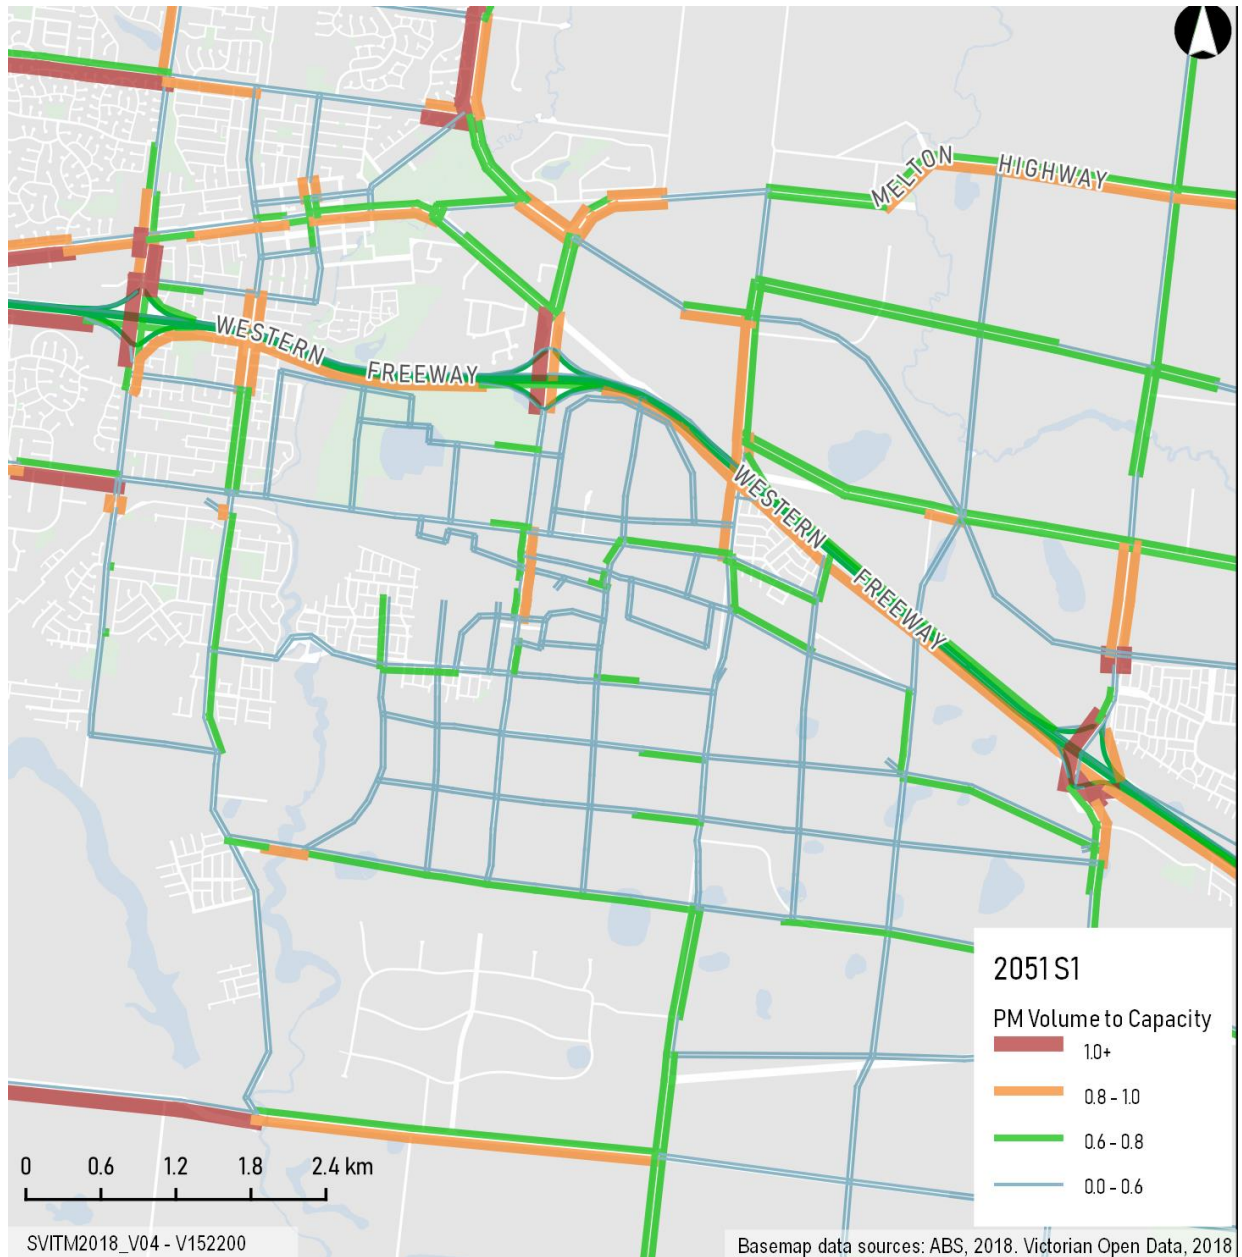 MELTON HIGHWAY
WESTERN FREEWAY
WESTERN FREEWAY
2051 S1
PM Volume to Capacity
1.0+
0.8 - 1.0
0.6 - 0.8
0.0 - 0.6
0 0.6 1.2 1.8 2.4 km
SVITM2018_V04 - V152200
Basemap data sources: ABS, 2018. Victorian Open Data, 2018